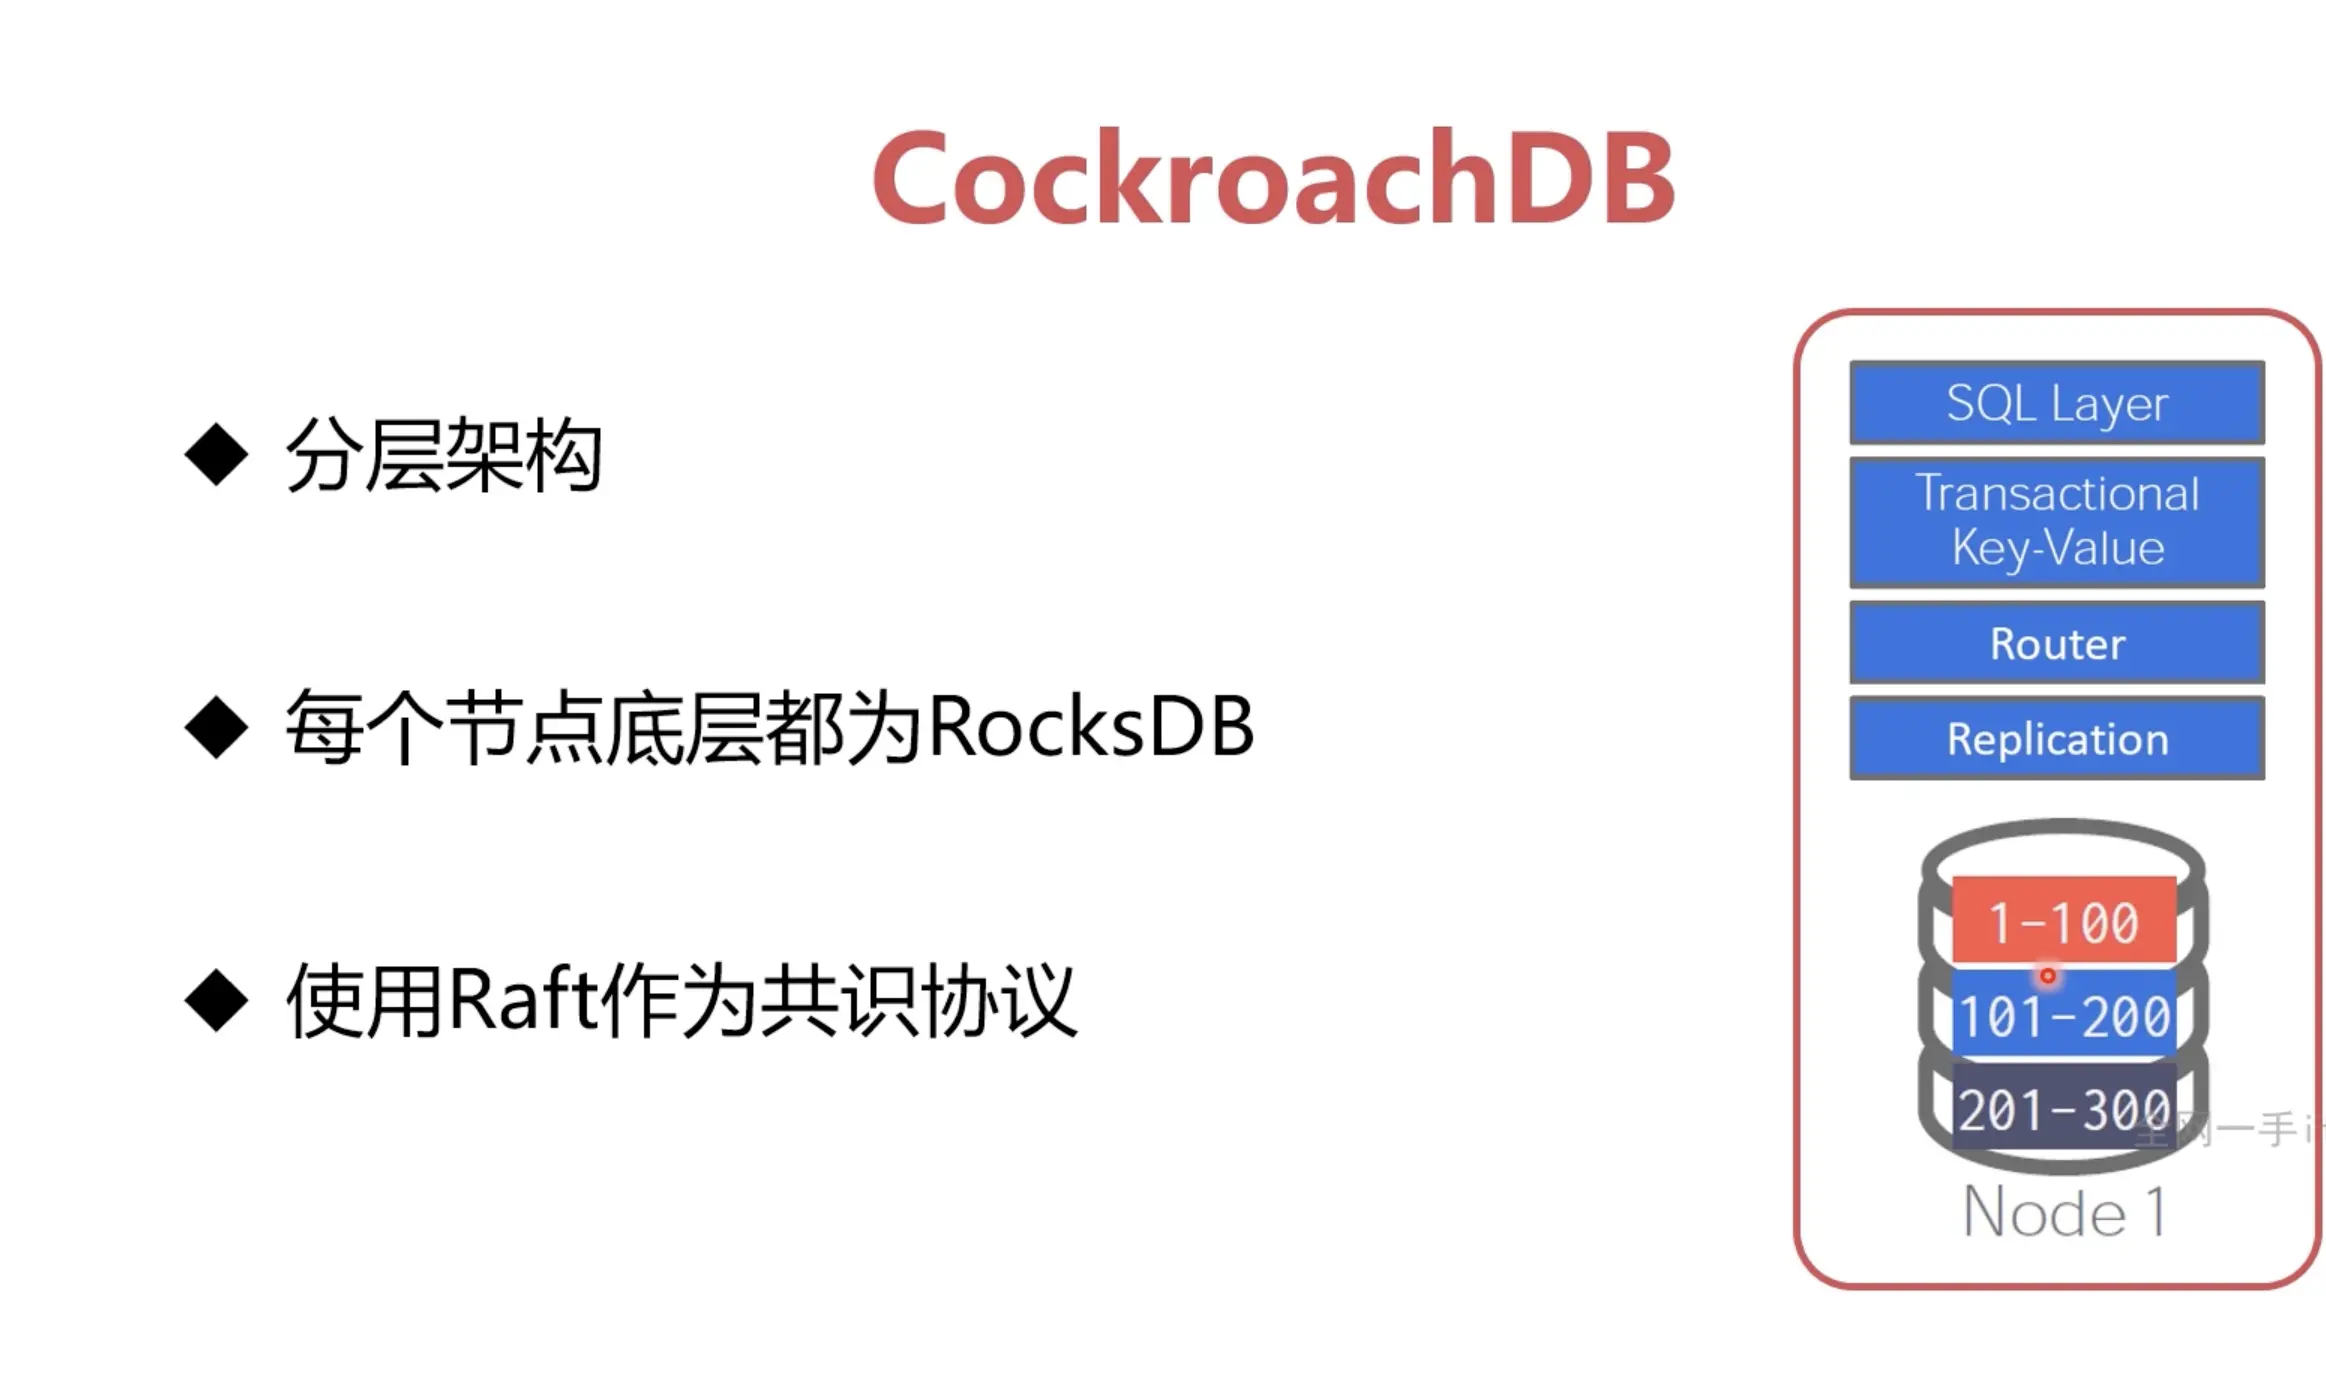 CockroachDB
◆ 分层架构
◆ 每个节点底层都为RocksDB
◆ 使用Raft作为共识协议
SQL Layer
Transactional
Key-Value
Router
Replication
1-100
101-200
201-300
全网一手
Node 1